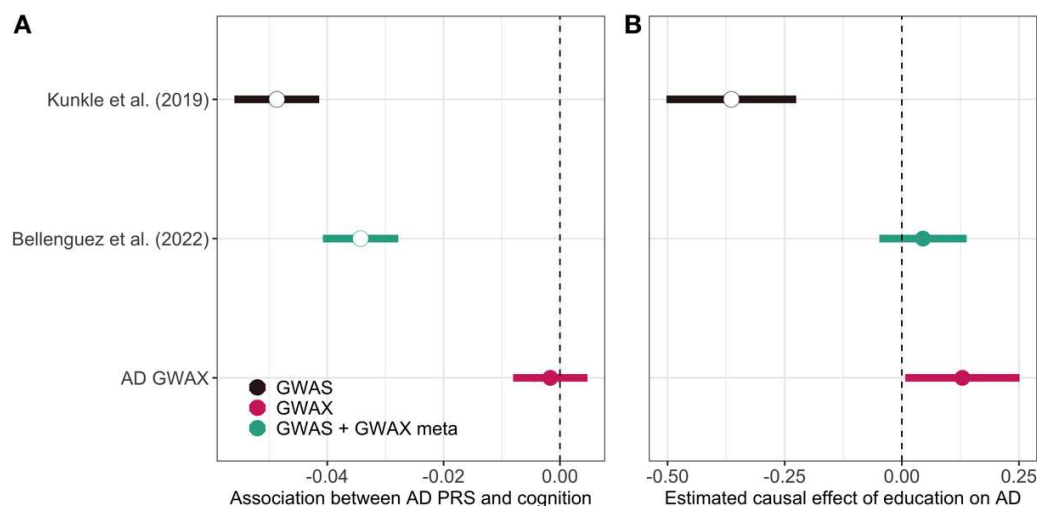 A
B
Kunkle et al. (2019)
Bellenguez et al. (2022)
AD GWAX
GWAS
GWAX
GWAS + GWAX meta
-0.04 -0.02 0.00
-0.50 -0.25 0.00 0.25
Association between AD PRS and cognition
Estimated causal effect of education on AD